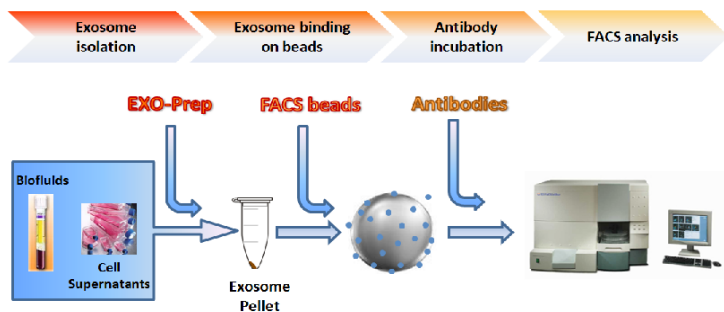 Exosome
isolation
Exosome binding
on beads
Antibody
incubation
FACS analysis
EXO-Prep
FACS beads
Antibodies
Biofluids
Cell
Supernatants
Exosome
Pellet